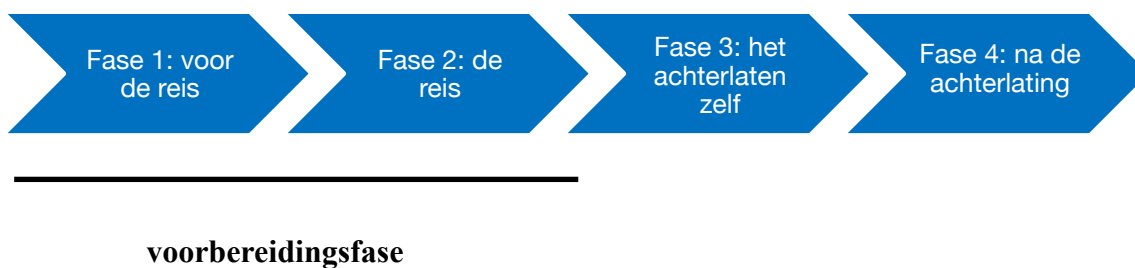 Fase 1: voor
de reis
Fase 2: de
reis
Fase 3: het
achterlaten
zelf
Fase 4: na de
achterlating
voorbereidingsfase